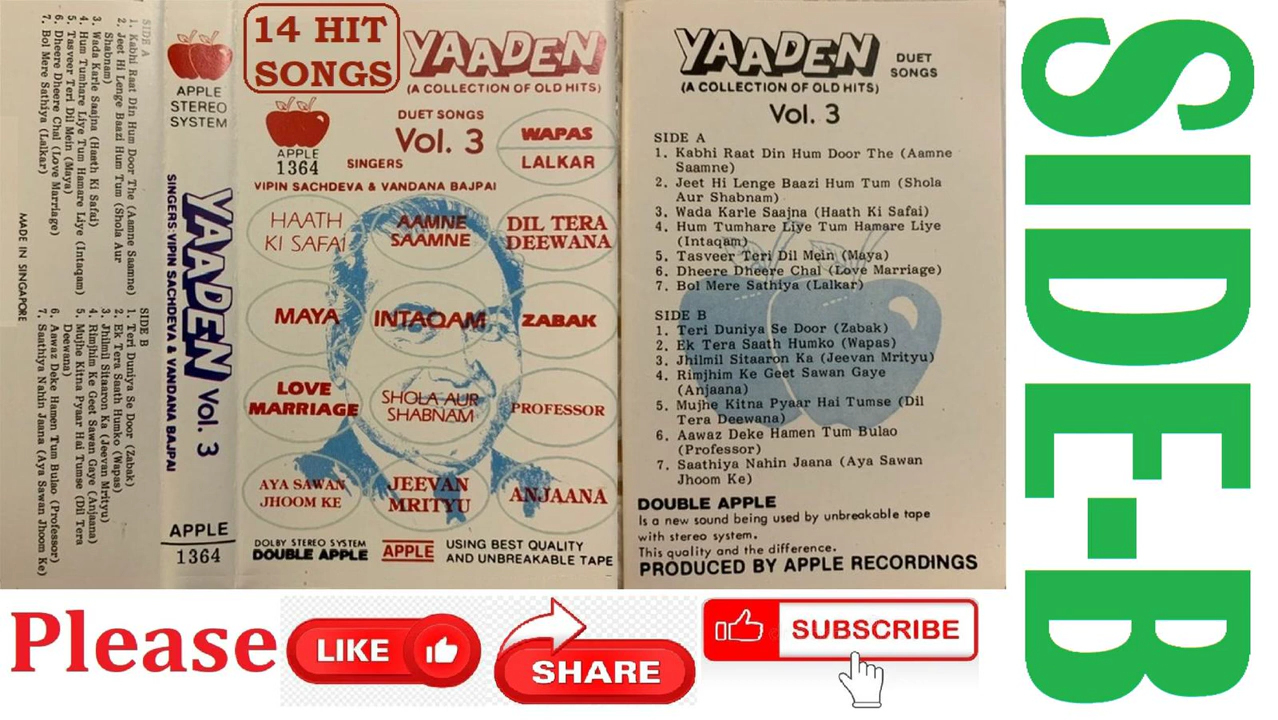 SIDE A
1. Kabhi Raat Din Hum Door The (Aamne Saamne)
2. Jeet Hi Lenge Baazi Hum Tum (Shola Aur
Shabnam)
3. Wada Karle Saajna (Haath Ki Safai)
4. Hum Tumhare Liye Tum Hamare Liye (Intaqam)
5. Tasveer Teri Dil Mein (Maya)
6. Dheere Dheere Chal (Love Marriage)
7. Bol Mere Sathiya (Lalkar)
SIDE B
1. Teri Duniya Se Door (Zabak)
2. Ek Tera Saath Humko (Wapas)
3. Jhilmil Sitaaron Ka (Jeevan Mrityu)
4. Rimjhim Ke Geet Sawan Gaye (Anjaana)
5. Mujhe Kitna Pyaar Hai Tumse (Dil Tera
Deewana)
6. Aawaz Deke Hamen Tum Bulao (Professor)
7. Saathiya Nahin Jaana (Aya Sawan Jhoom Ke)
MADE IN SINGAPORE
APPLE
STEREO
SYSTEM
YAADEN Vol. 3
SINGERS: VIPIN SACHDEVA & VANDANA BAJPAI
APPLE
1364
14 HIT
SONGS
YAADEN
(A COLLECTION OF OLD HITS)
APPLE
1364
DUET SONGS
Vol. 3
SINGERS
VIPIN SACHDEVA & VANDANA BAJPAI
WAPAS
LALKAR
HAATH
KI SAFAI
AAMNE
SAAMNE
DIL TERA
DEEWANA
MAYA
INTAQAM
ZABAK
LOVE
MARRIAGE
SHOLA AUR
SHABNAM
PROFESSOR
AYA SAWAN
JHOOM KE
JEEVAN
MRITYU
ANJAANA
DOLBY STEREO SYSTEM
DOUBLE APPLE
APPLE
USING BEST QUALITY
AND UNBREAKABLE TAPE
YAADEN
DUET
SONGS
(A COLLECTION OF OLD HITS)
Vol. 3
SIDE A
1. Kabhi Raat Din Hum Door The (Aamne
Saamne)
2. Jeet Hi Lenge Baazi Hum Tum (Shola
Aur Shabnam)
3. Wada Karle Saajna (Haath Ki Safai)
4. Hum Tumhare Liye Tum Hamare Liye
(Intaqam)
5. Tasveer Teri Dil Mein (Maya)
6. Dheere Dheere Chal (Love Marriage)
7. Bol Mere Sathiya (Lalkar)
SIDE B
1. Teri Duniya Se Door (Zabak)
2. Ek Tera Saath Humko (Wapas)
3. Jhilmil Sitaaron Ka (Jeevan Mrityu)
4. Rimjhim Ke Geet Sawan Gaye
(Anjaana)
5. Mujhe Kitna Pyaar Hai Tumse (Dil
Tera Deewana)
6. Aawaz Deke Hamen Tum Bulao
(Professor)
7. Saathiya Nahin Jaana (Aya Sawan
Jhoom Ke)
DOUBLE APPLE
Is a new sound being used by unbreakable tape
with stereo system.
This quality and the difference.
PRODUCED BY APPLE RECORDINGS
SIDE-B
Please
LIKE
SHARE
SUBSCRIBE